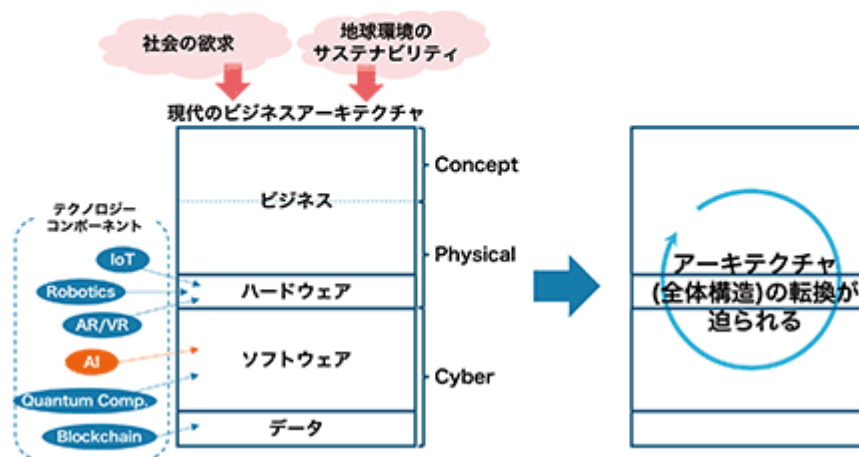 社会の欲求
地球環境の
サステナビリティ
現代のビジネスアーキテクチャ
ビジネス
Concept
Physical
テクノロジー
コンポーネント
IoT
Robotics
AR/VR
AI
Quantum Comp.
Blockchain
ハードウェア
ソフトウェア
データ
Cyber
アーキテクチャ
(全体構造)の転換が
迫られる